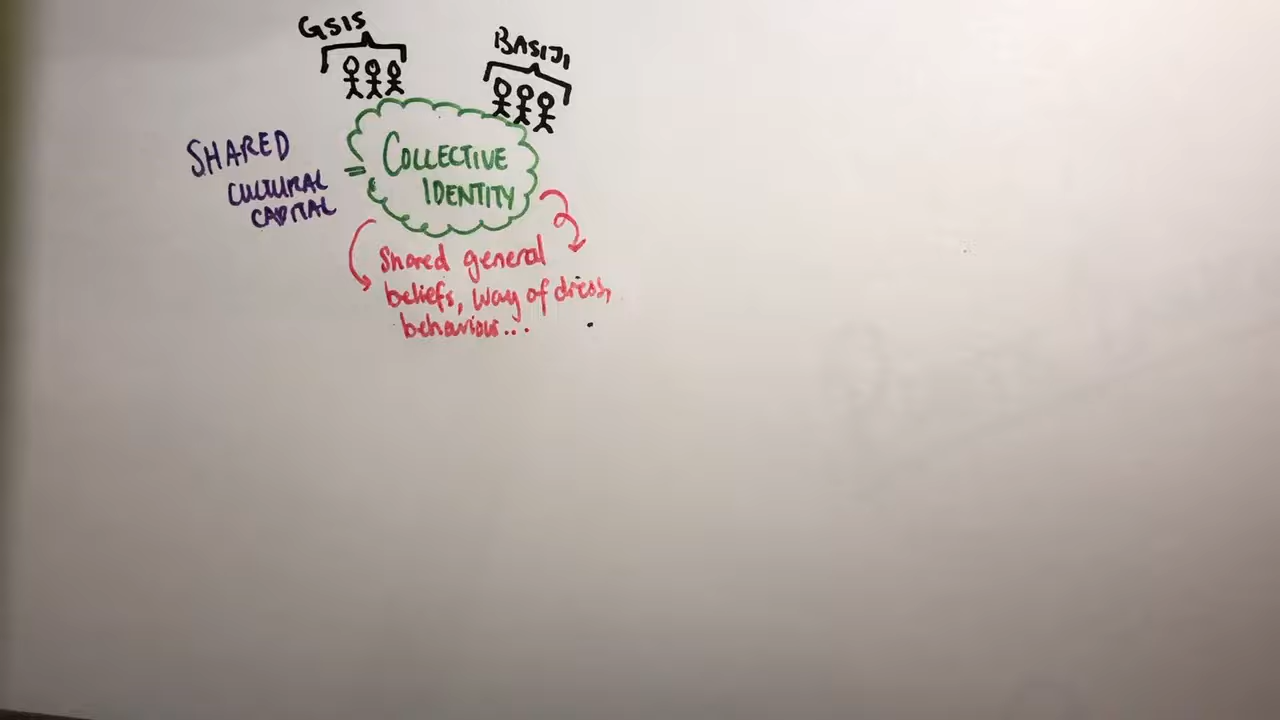 GSIS
BASIJI
SHARED
CULTURAL
CAPITAL
=
COLLECTIVE
IDENTITY
Shared general
beliefs, way of dress,
behaviour...